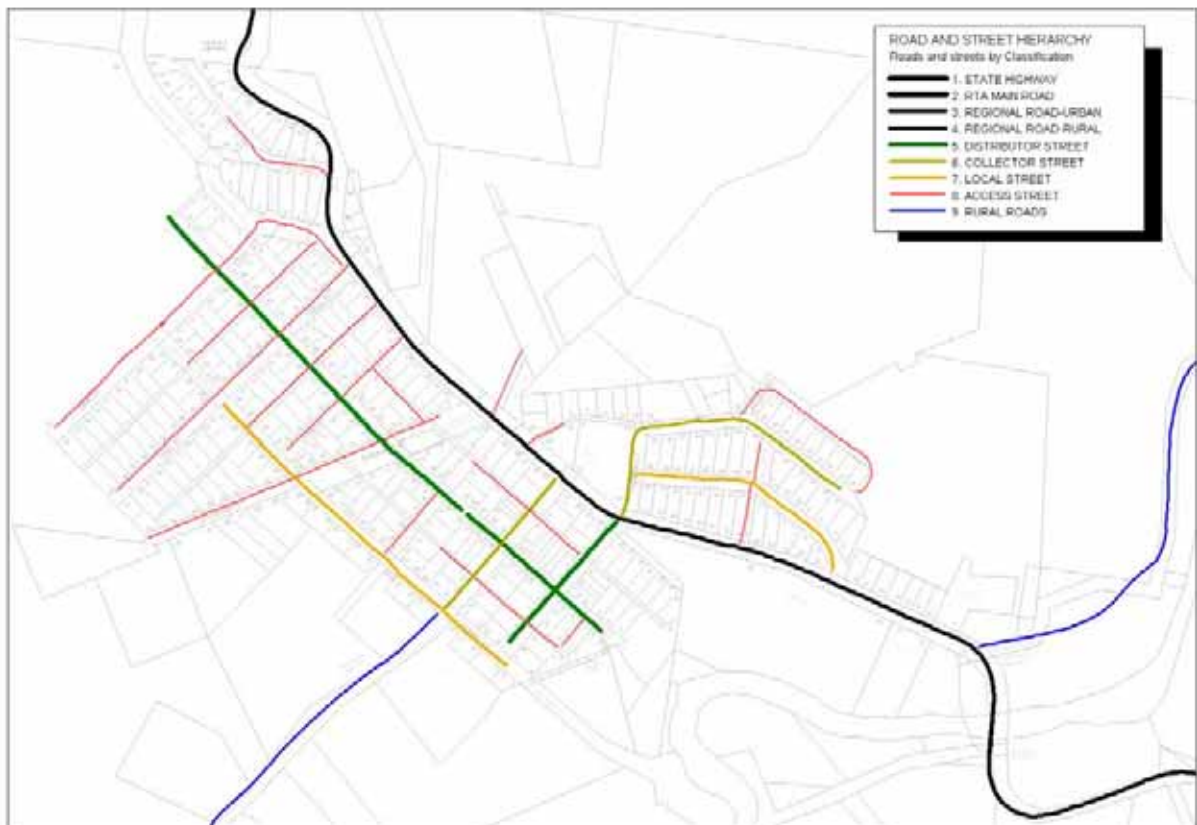 ROAD AND STREET HIERARCHY
Roads and streets by Classification
1. STATE HIGHWAY
2. RTA MAIN ROAD
3. REGIONAL ROAD-URBAN
4. REGIONAL ROAD-RURAL
5. DISTRIBUTOR STREET
6. COLLECTOR STREET
7. LOCAL STREET
8. ACCESS STREET
9. RURAL ROADS